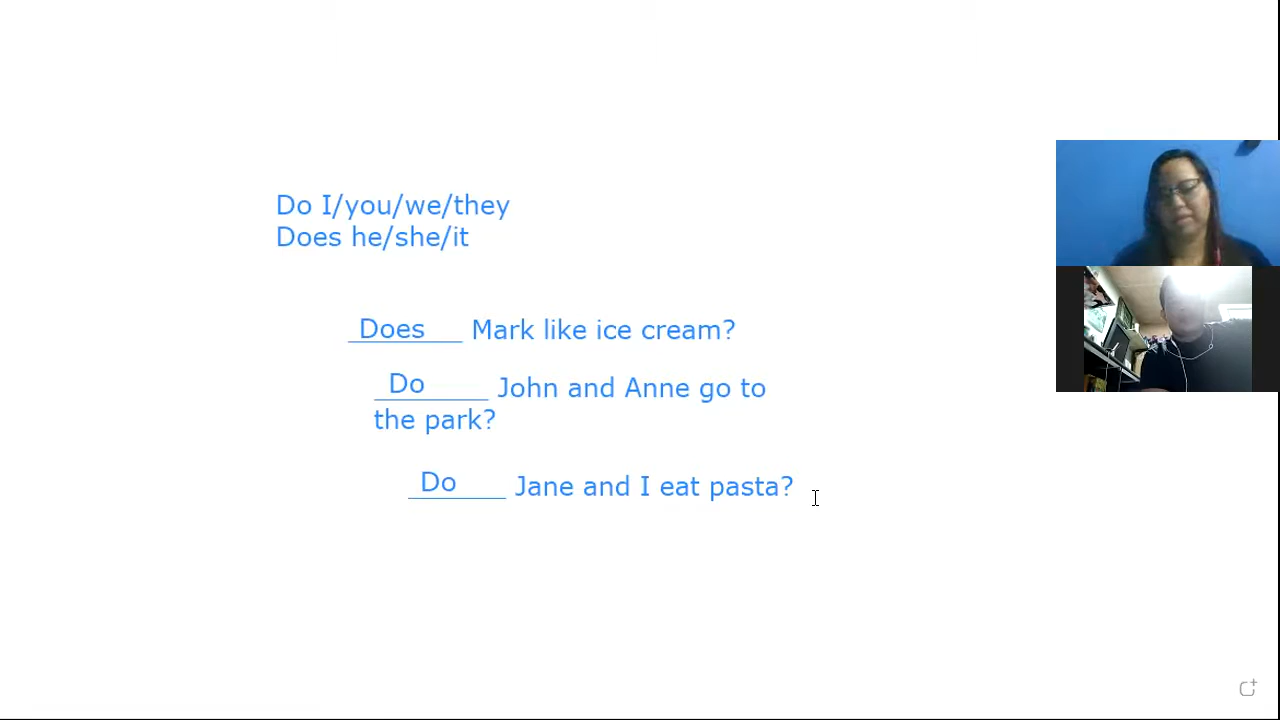 Do I/you/we/they
Does he/she/it
Does Mark like ice cream?
Do John and Anne go to
the park?
Do Jane and I eat pasta?